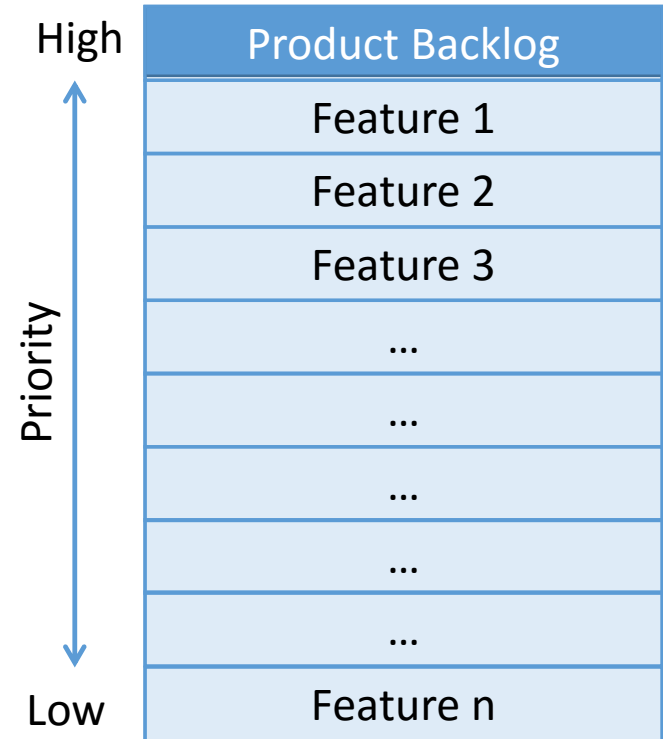 High
Product Backlog
Feature 1
Feature 2
Feature 3
...
...
...
...
...
Feature n
Priority
Low